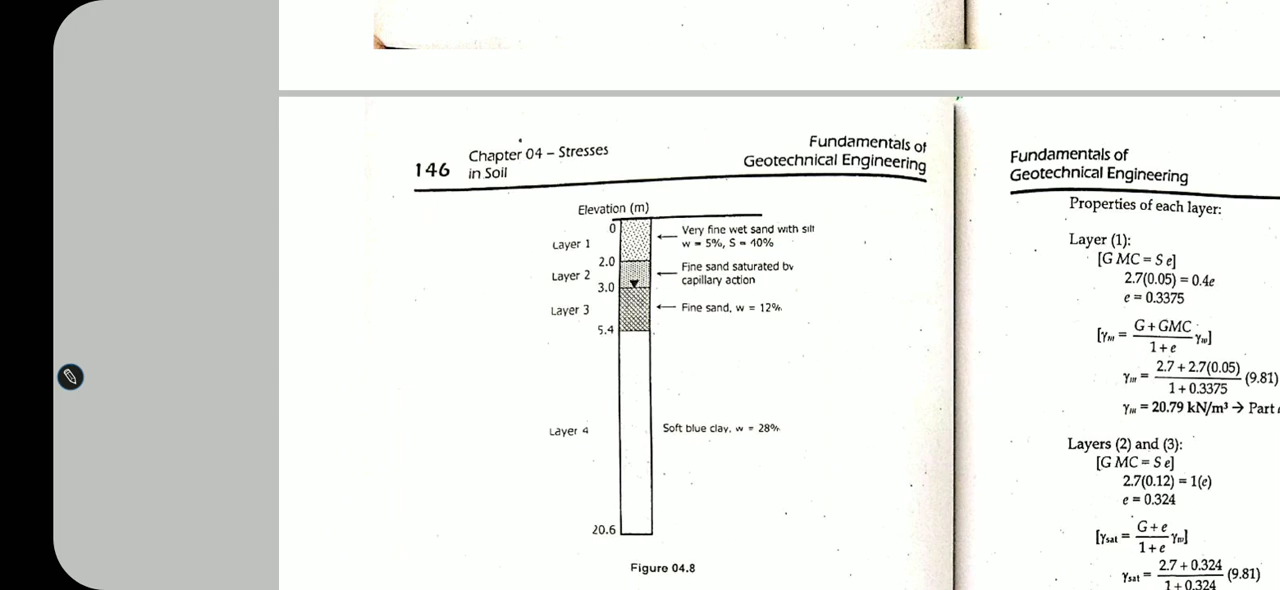 146
Chapter 04 – Stresses
in Soil
Fundamentals of
Geotechnical Engineering
Elevation (m)
0
Layer 1
Very fine wet sand with silt
w = 5%, S = 40%
2.0
Layer 2
Fine sand saturated by
capillary action
3.0
Layer 3
Fine sand, w = 12%
5.4
Layer 4
Soft blue clay, w = 28%
20.6
Figure 04.8
Fundamentals of
Geotechnical Engineering
Properties of each layer:
Layer (1):
[G MC = S e]
2.7(0.05) = 0.4e
e = 0.3375
[γm = G + GMC / 1 + e γw]
γm = 2.7 + 2.7(0.05) / 1 + 0.3375 (9.81)
γm = 20.79 kN/m³ → Part
Layers (2) and (3):
[G MC = S e]
2.7(0.12) = 1(e)
e = 0.324
[γsat = G + e / 1 + e γw]
γsat = 2.7 + 0.324 / 1 + 0.324 (9.81)